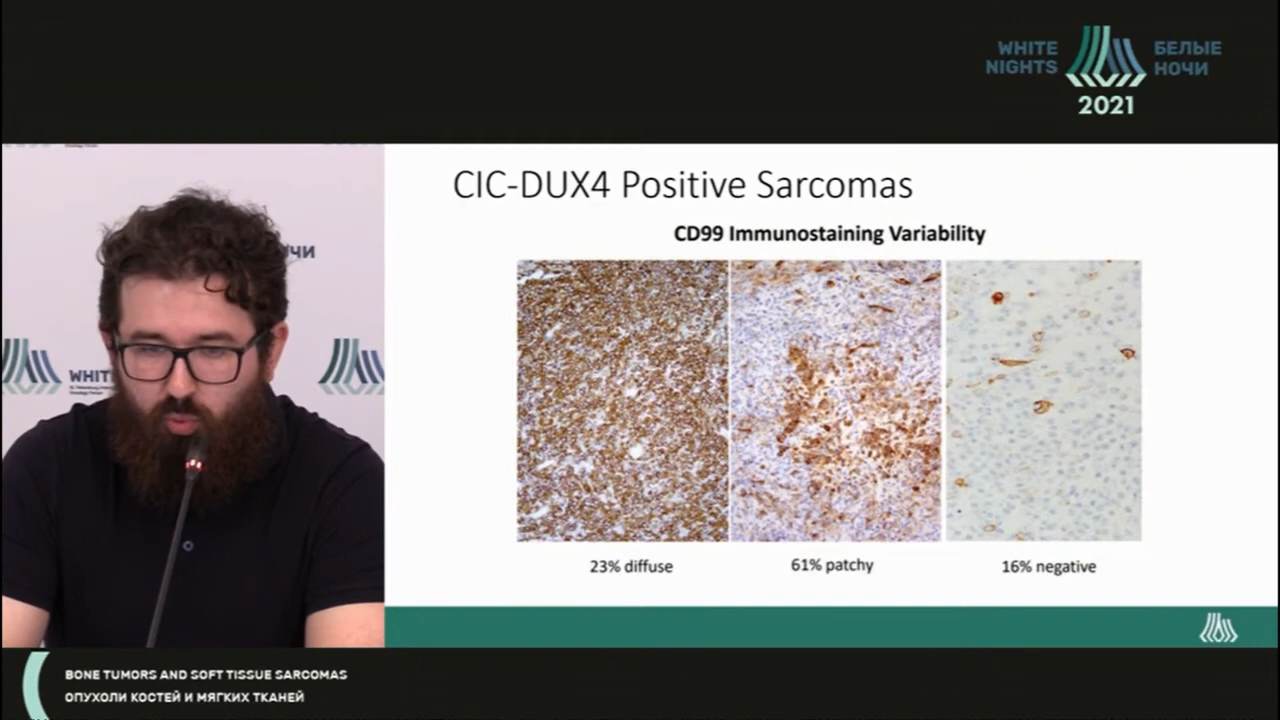 WHITE
NIGHTS
БЕЛЫЕ
НОЧИ
2021
CIC-DUX4 Positive Sarcomas
CD99 Immunostaining Variability
23% diffuse
61% patchy
16% negative
BONE TUMORS AND SOFT TISSUE SARCOMAS
ОПУХОЛИ КОСТЕЙ И МЯГКИХ ТКАНЕЙ